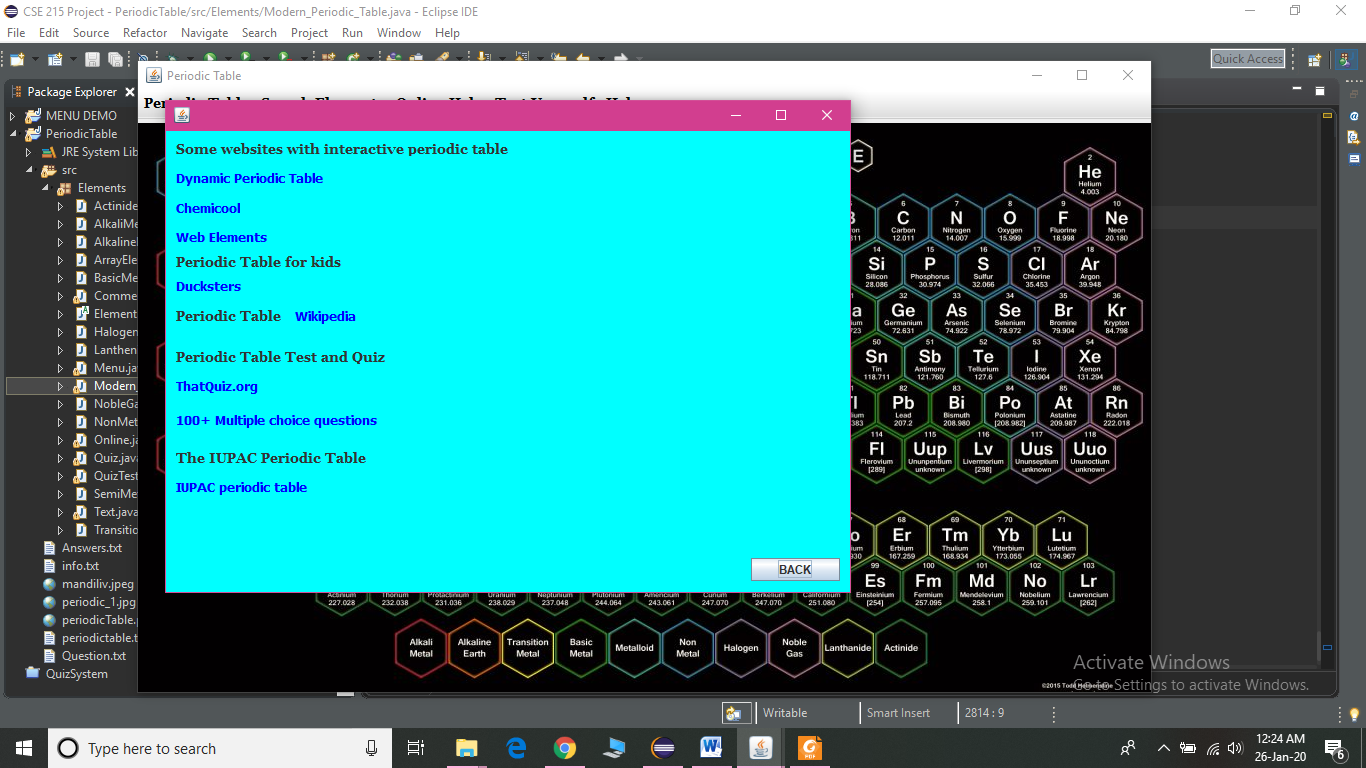 CSE 215 Project - PeriodicTable/src/Elements/Modern_Periodic_Table.java - Eclipse IDE
File Edit Source Refactor Navigate Search Project Run Window Help
Quick Access
Package Explorer
MENU DEMO
PeriodicTable
JRE System Lib
src
Elements
Actinide
AlkaliMe
Alkaline
ArrayEle
BasicMe
Comme
Element
Halogen
Lanthen
Menu.ja
Modern_
NobleGa
NonMet
Online.ja
Quiz.java
QuizTest
SemiMe
Text.java
Transitio
Answers.txt
info.txt
mandiliv.jpeg
periodic_1.jpg
periodicTable.
periodictable.t
Question.txt
QuizSystem
Periodic Table
Some websites with interactive periodic table
Dynamic Periodic Table
Chemicool
Web Elements
Periodic Table for kids
Ducksters
Periodic Table Wikipedia
Periodic Table Test and Quiz
ThatQuiz.org
100+ Multiple choice questions
The IUPAC Periodic Table
IUPAC periodic table
BACK
E
2
He
Helium
4.003
6 7 8 9 10
C N O F Ne
Carbon Nitrogen Oxygen Fluorine Neon
12.011 14.007 15.999 18.998 20.180
14 15 16 17 18
Si P S Cl Ar
Silicon Phosphorus Sulfur Chlorine Argon
28.086 30.974 32.066 35.453 39.948
32 33 34 35 36
Ge As Se Br Kr
Germanium Arsenic Selenium Bromine Krypton
72.631 74.922 78.972 79.904 84.798
50 51 52 53 54
Sn Sb Te I Xe
Tin Antimony Tellurium Iodine Xenon
118.711 121.760 127.6 126.904 131.294
82 83 84 85 86
Pb Bi Po At Rn
Lead Bismuth Polonium Astatine Radon
207.2 208.980 [208.982] 209.987 222.018
114 115 116 117 118
Fl Uup Lv Uus Uuo
Flerovium Ununpentium Livermorium Ununseptium Ununoctium
[289] unknown [298] unknown unknown
68 69 70 71
Er Tm Yb Lu
Erbium Thulium Ytterbium Lutetium
167.259 168.934 173.055 174.967
99 100 101 102 103
Es Fm Md No Lr
Actinium Thorium Protactinium Uranium Neptunium Plutonium Americium Curium Berkelium Californium Einsteinium Fermium Mendelevium Nobelium Lawrencium
227.028 232.038 231.036 238.029 237.048 244.064 243.061 247.070 247.070 251.080 [254] 257.095 258.1 259.101 [262]
Alkali Metal Alkaline Earth Transition Metal Basic Metal Metalloid Non Metal Halogen Noble Gas Lanthanide Actinide
Activate Windows
Go to Settings to activate Windows.
Writable Smart Insert 2814 : 9
Type here to search
12:24 AM
26-Jan-20
6